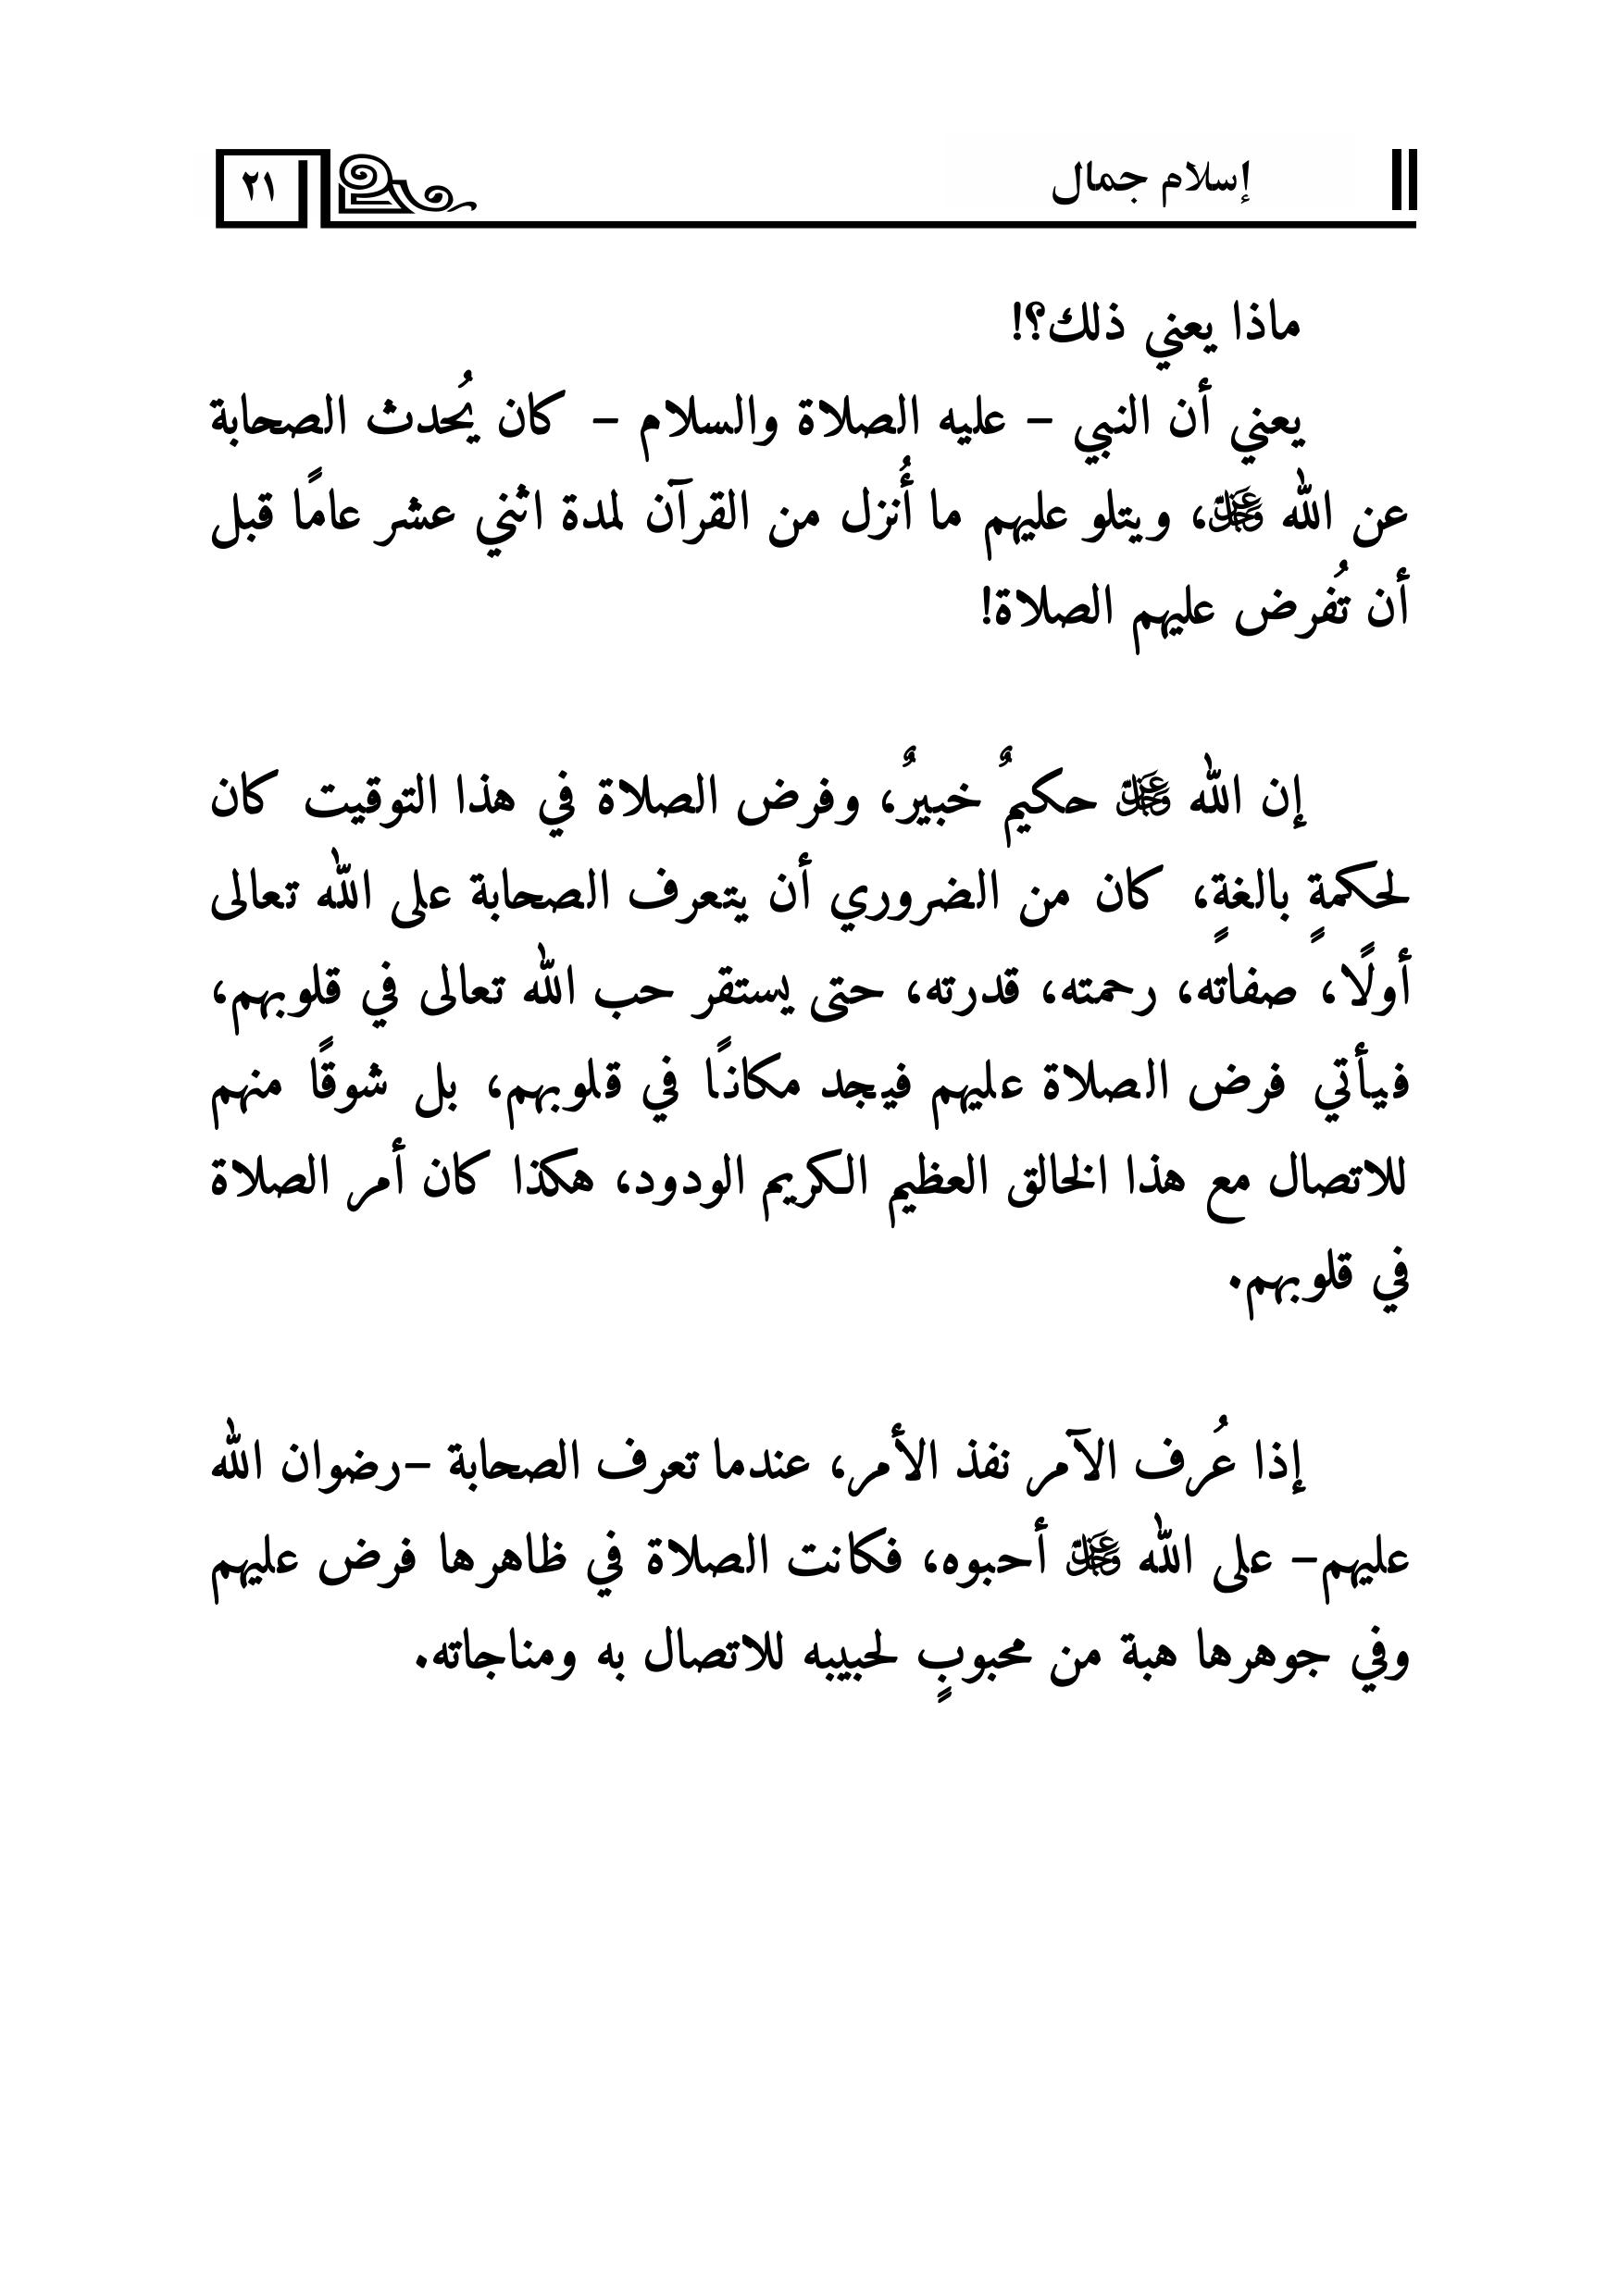 إسلام جمال
٢١
ماذا يعني ذلك؟!
يعني أن النبي – عليه الصلاة والسلام – كان يُحدث الصحابة
عن الله ﷻ، ويتلو عليهم ما أُنزل من القرآن لمدة اثني عشر عامًا قبل
أن تُفرض عليهم الصلاة!
إن الله ﷻ حكيمٌ خبيرٌ، وفرض الصلاة في هذا التوقيت كان
لحكمةٍ بالغةٍ، كان من الضروري أن يتعرف الصحابة على الله تعالى
أولًا، صفاته، رحمته، قدرته، حتى يستقر حب الله تعالى في قلوبهم،
فيأتي فرض الصلاة عليهم فيجد مكانًا في قلوبهم، بل شوقًا منهم
للاتصال مع هذا الخالق العظيم الكريم الودود، هكذا كان أمر الصلاة
في قلوبهم.
إذا عُرف الآمر نفذ الأمر، عندما تعرف الصحابة –رضوان الله
عليهم– على الله ﷻ أحبوه، فكانت الصلاة في ظاهرها فرض عليهم
وفي جوهرها هبة من محبوبٍ لحبيبه للاتصال به ومناجاته.